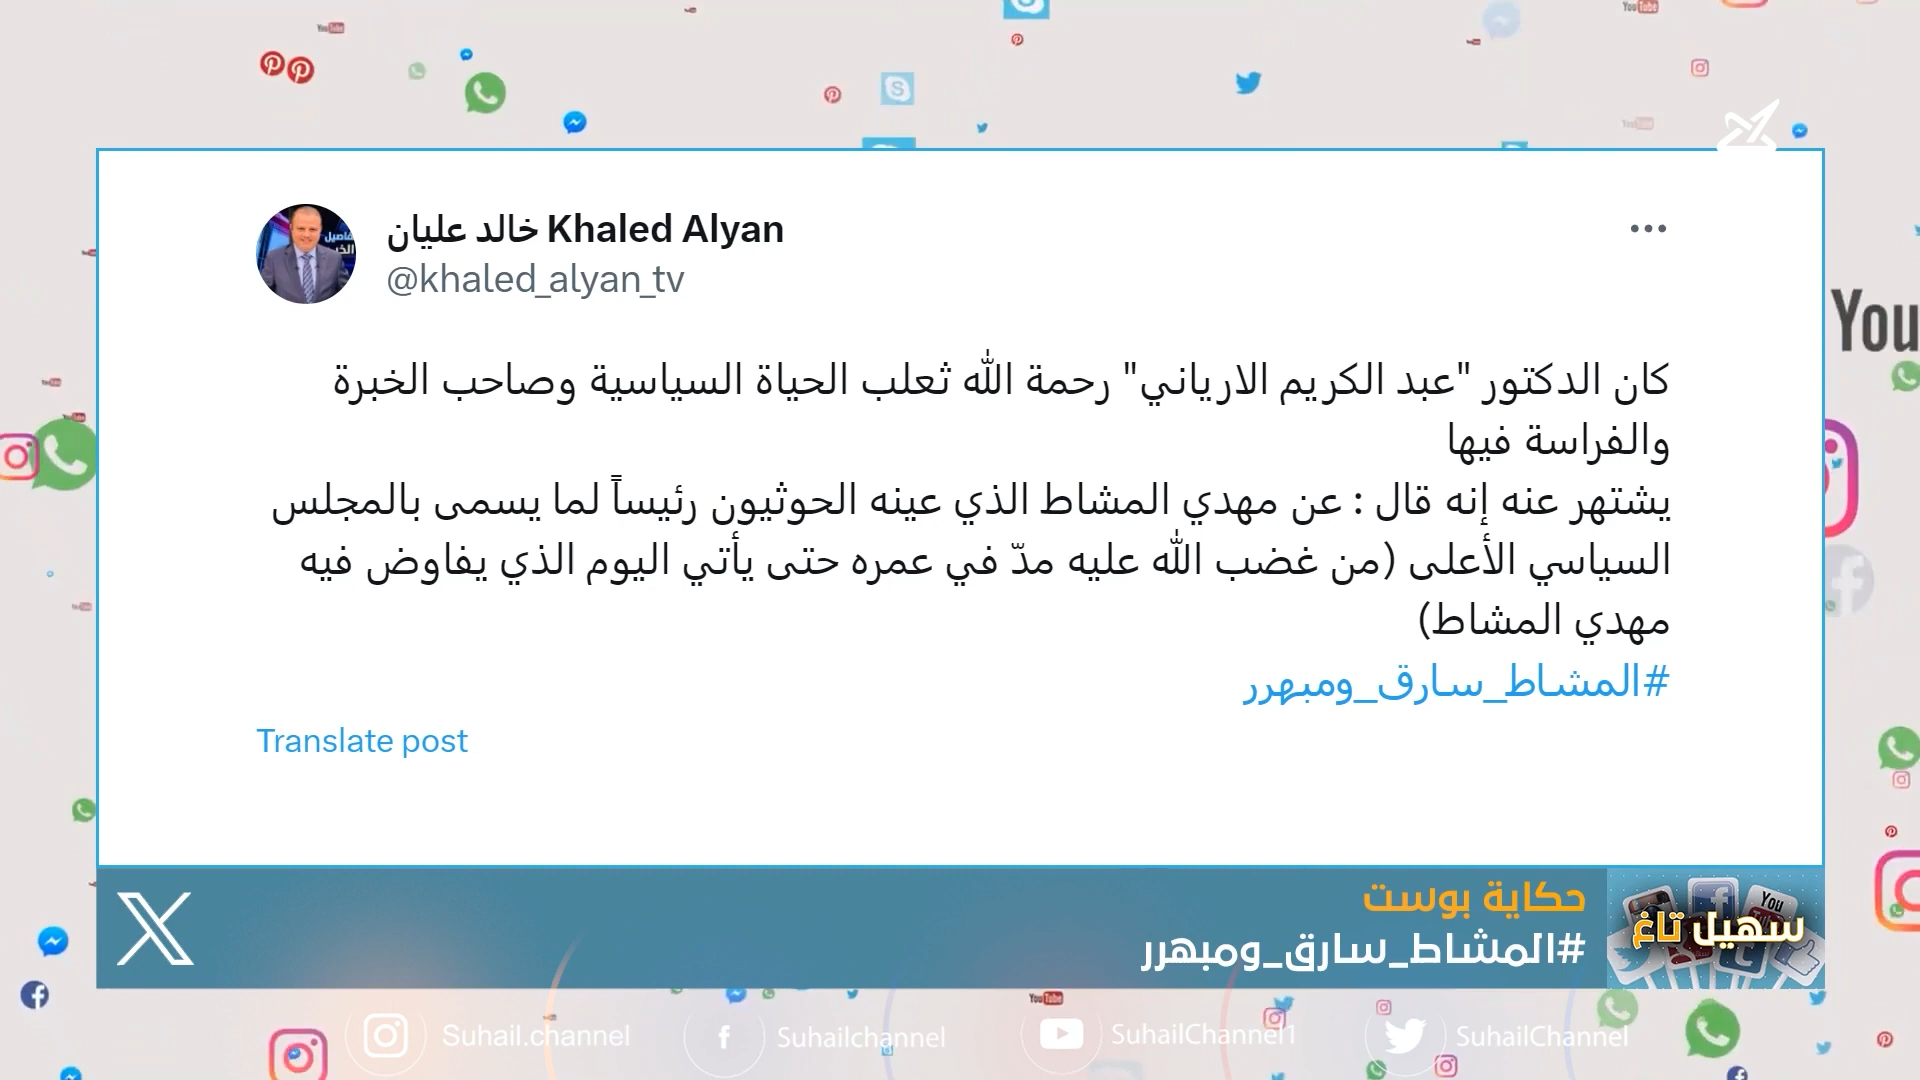 خالد عليان Khaled Alyan
@khaled_alyan_tv
كان الدكتور "عبد الكريم الارياني" رحمة الله ثعلب الحياة السياسية وصاحب الخبرة
والفراسة فيها
يشتهر عنه إنه قال : عن مهدي المشاط الذي عينه الحوثيون رئيساً لما يسمى بالمجلس
السياسي الأعلى (من غضب الله عليه مدّ في عمره حتى يأتي اليوم الذي يفاوض فيه
مهدي المشاط)
#المشاط_سارق_ومبهرر
Translate post
حكاية بوست
#المشاط_سارق_ومبهرر
سهيل تاغ
Suhail.channel
SuhailChannel
SuhailChannel1
SuhailChannel
You